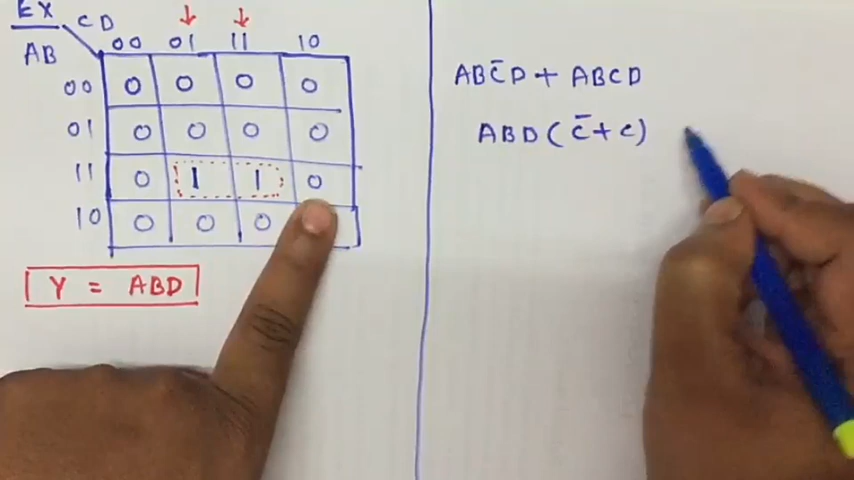 EX
CD
AB
00 01 11 10
00 0 0 0 0
01 0 0 0 0
11 0 1 1 0
10 0 0 0
Y = ABD
ABC̄D + ABCD
ABD(C̄+C)